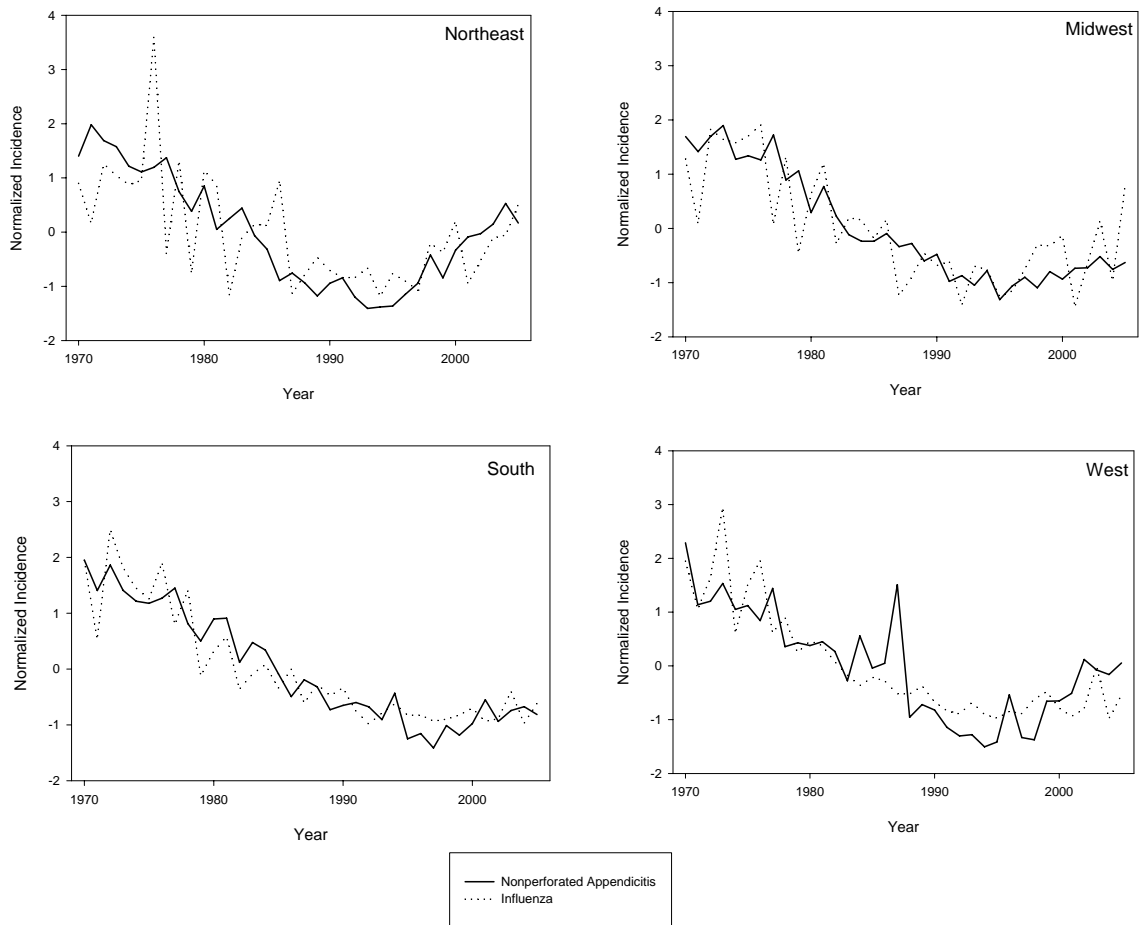 Northeast
Normalized Incidence
4
3
2
1
0
-1
-2
1970 1980 1990 2000
Year
Midwest
Normalized Incidence
4
3
2
1
0
-1
-2
1970 1980 1990 2000
Year
South
Normalized Incidence
4
3
2
1
0
-1
-2
1970 1980 1990 2000
Year
West
Normalized Incidence
4
3
2
1
0
-1
-2
1970 1980 1990 2000
Year
Nonperforated Appendicitis
Influenza